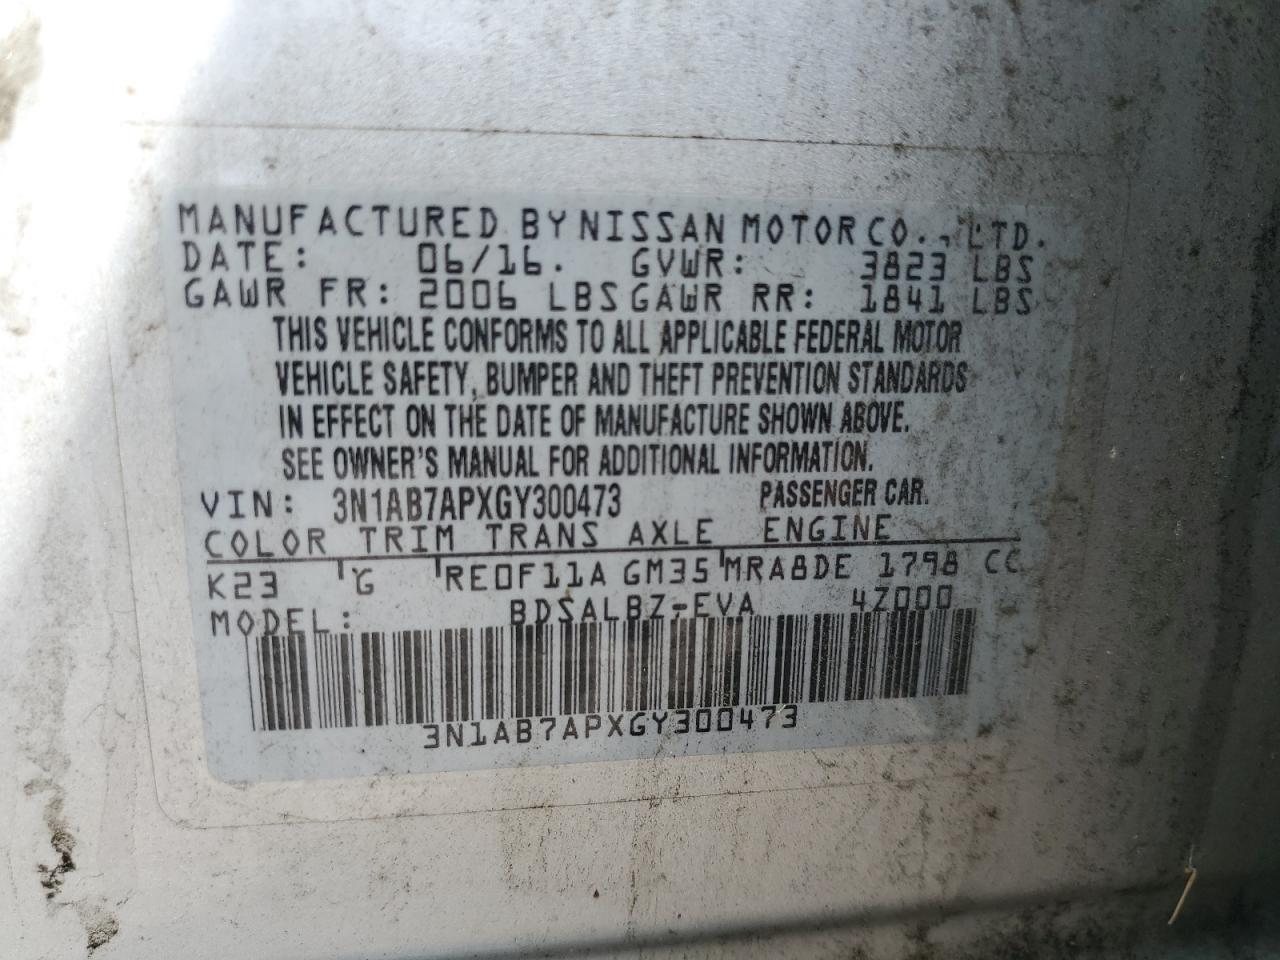 MANUFACTURED BY NISSAN MOTOR CO., LTD.
DATE: 06/16. GVWR: 3823 LBS
GAWR FR: 2006 LBS GAWR RR: 1841 LBS
THIS VEHICLE CONFORMS TO ALL APPLICABLE FEDERAL MOTOR
VEHICLE SAFETY, BUMPER AND THEFT PREVENTION STANDARDS
IN EFFECT ON THE DATE OF MANUFACTURE SHOWN ABOVE.
SEE OWNER'S MANUAL FOR ADDITIONAL INFORMATION.
VIN: 3N1AB7APXGY300473 PASSENGER CAR.
COLOR TRIM TRANS AXLE ENGINE
K23 G RE0F11A GM35 MRA8DE 1798 CC
MODEL: BDSALBZ-EVA 4Z000
3N1AB7APXGY300473